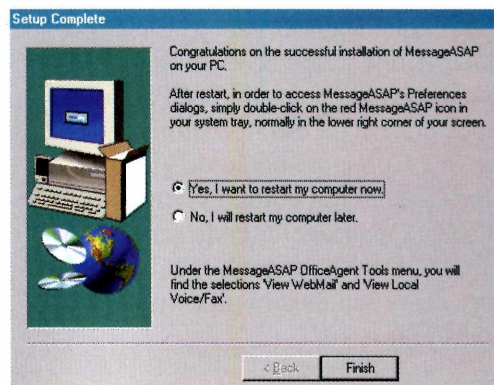 Setup Complete
Congratulations on the successful installation of MessageASAP
on your PC.
After restart, in order to access MessageASAP's Preferences
dialogs, simply double-click on the red MessageASAP icon in
your system tray, normally in the lower right corner of your screen.
Yes, I want to restart my computer now.
No, I will restart my computer later.
Under the MessageASAP OfficeAgent Tools menu, you will
find the selections 'View WebMail' and 'View Local
Voice/Fax'.
< Back
Finish